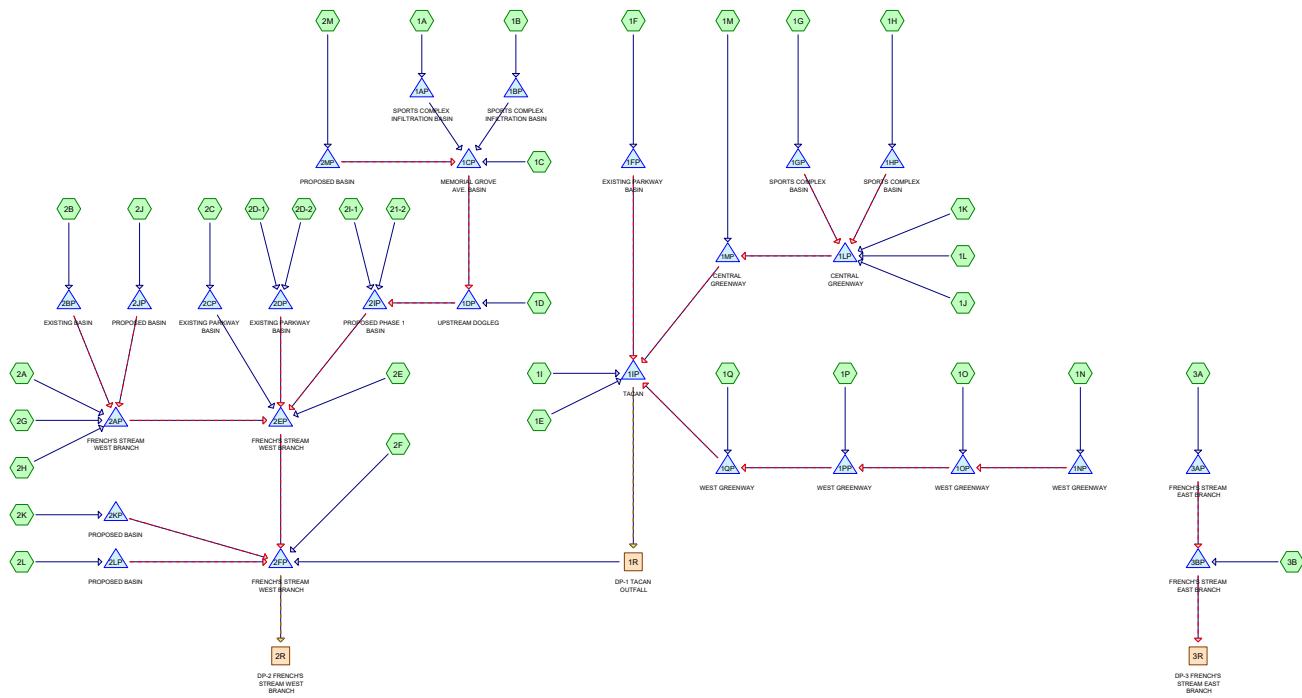 2M
1A
1B
1F
1M
1G
1H
1AP
1BP
SPORTS COMPLEX
INFILTRATION BASIN
SPORTS COMPLEX
INFILTRATION BASIN
2MP
1CP
1C
1FP
1GP
1HP
PROPOSED BASIN
MEMORIAL GROVE
AVE. BASIN
EXISTING PARKWAY
BASIN
SPORTS COMPLEX
BASIN
SPORTS COMPLEX
BASIN
2B
2J
2C
2D-1
2D-2
2I-1
21-2
1K
1MP
1LP
1L
CENTRAL
GREENWAY
CENTRAL
GREENWAY
2BP
2JP
2CP
2DP
2IP
1DP
1D
1J
EXISTING BASIN
PROPOSED BASIN
EXISTING PARKWAY
BASIN
EXISTING PARKWAY
BASIN
PROPOSED PHASE 1
BASIN
UPSTREAM DOGLEG
2A
2E
1I
1IP
1Q
1P
1O
1N
3A
TACAN
2G
2AP
2EP
1E
FRENCH'S STREAM
WEST BRANCH
FRENCH'S STREAM
WEST BRANCH
2F
2H
1QP
1PP
1OP
1NP
3AP
WEST GREENWAY
WEST GREENWAY
WEST GREENWAY
WEST GREENWAY
FRENCH'S STREAM
EAST BRANCH
2K
2KP
PROPOSED BASIN
2L
2LP
2FP
1R
3BP
3B
PROPOSED BASIN
FRENCH'S STREAM
WEST BRANCH
DP-1 TACAN
OUTFALL
FRENCH'S STREAM
EAST BRANCH
2R
3R
DP-2 FRENCH'S
STREAM WEST
BRANCH
DP-3 FRENCH'S
STREAM EAST
BRANCH